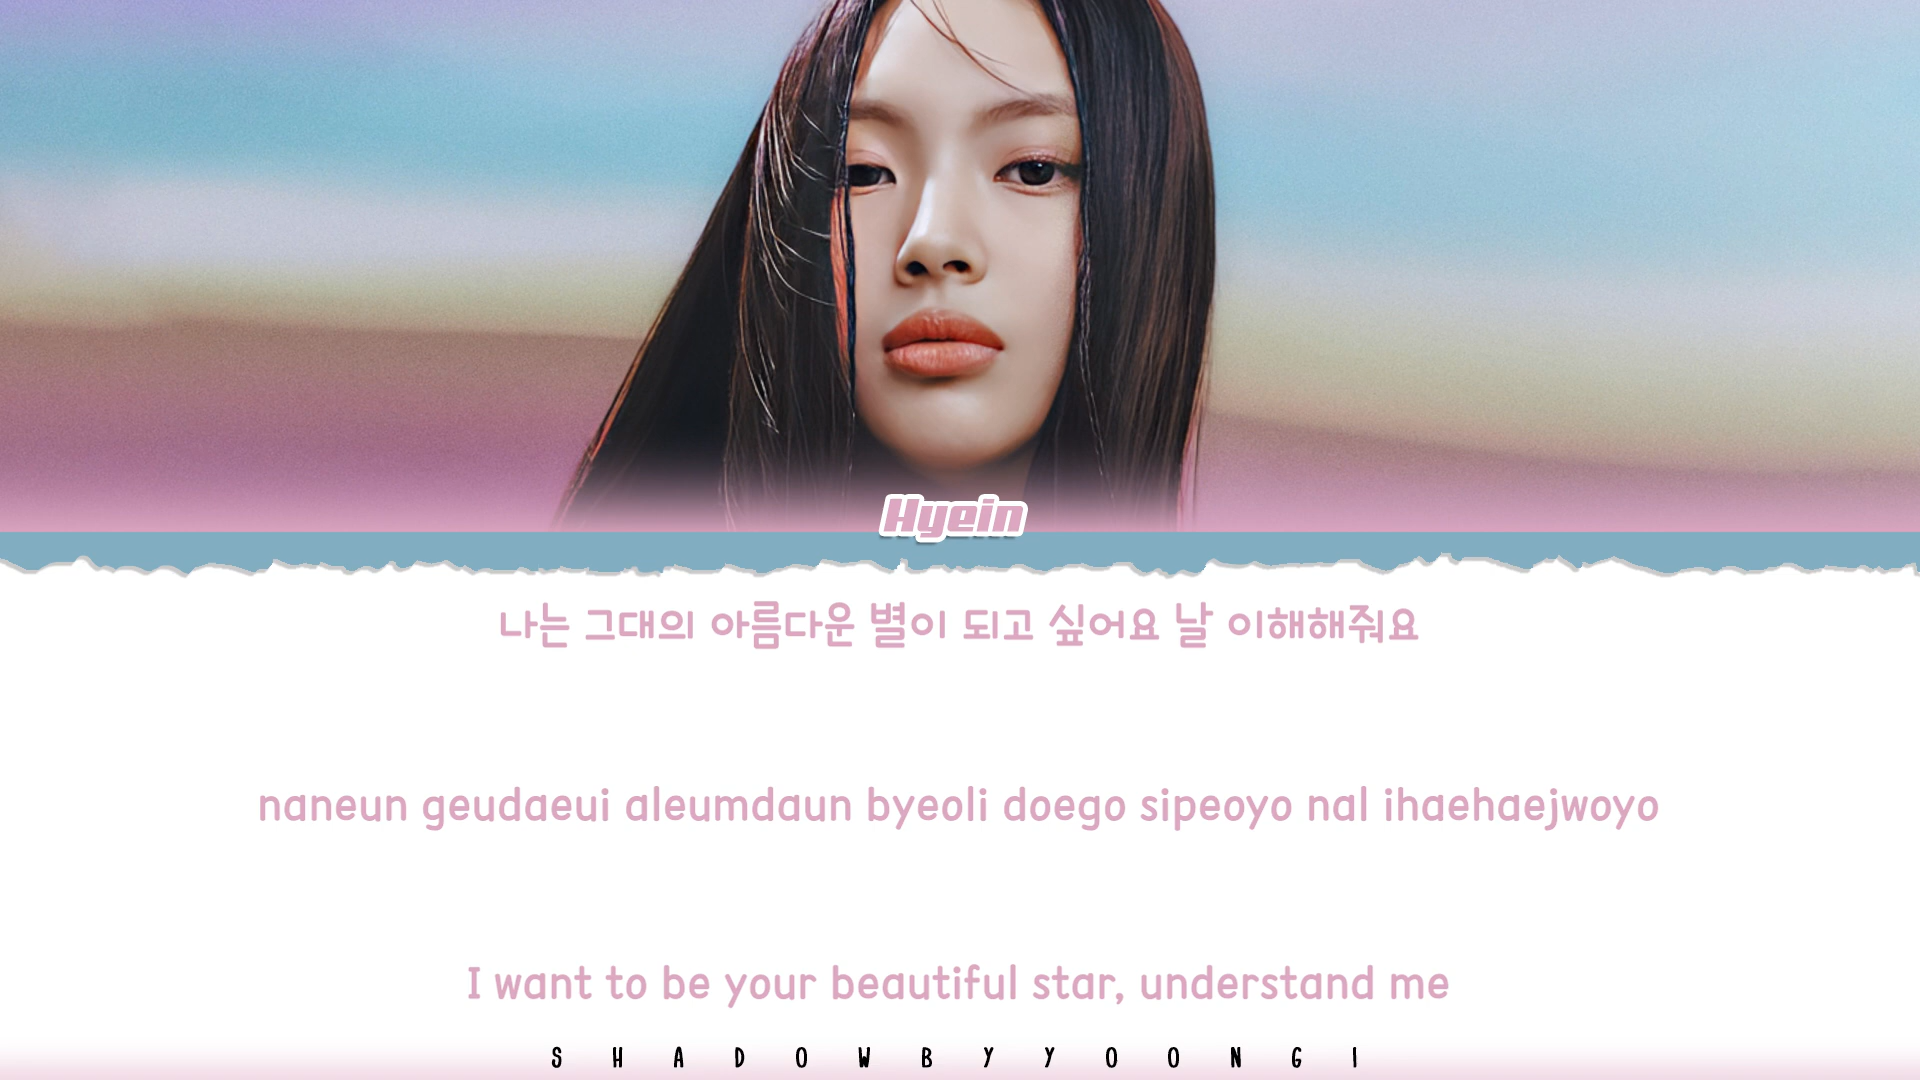 Hyein
나는 그대의 아름다운 별이 되고 싶어요 날 이해해줘요
naneun geudaeui aleumdaun byeoli doego sipeoyo nal ihaehaejwoyo
I want to be your beautiful star, understand me
SHADOWBYYOONGI